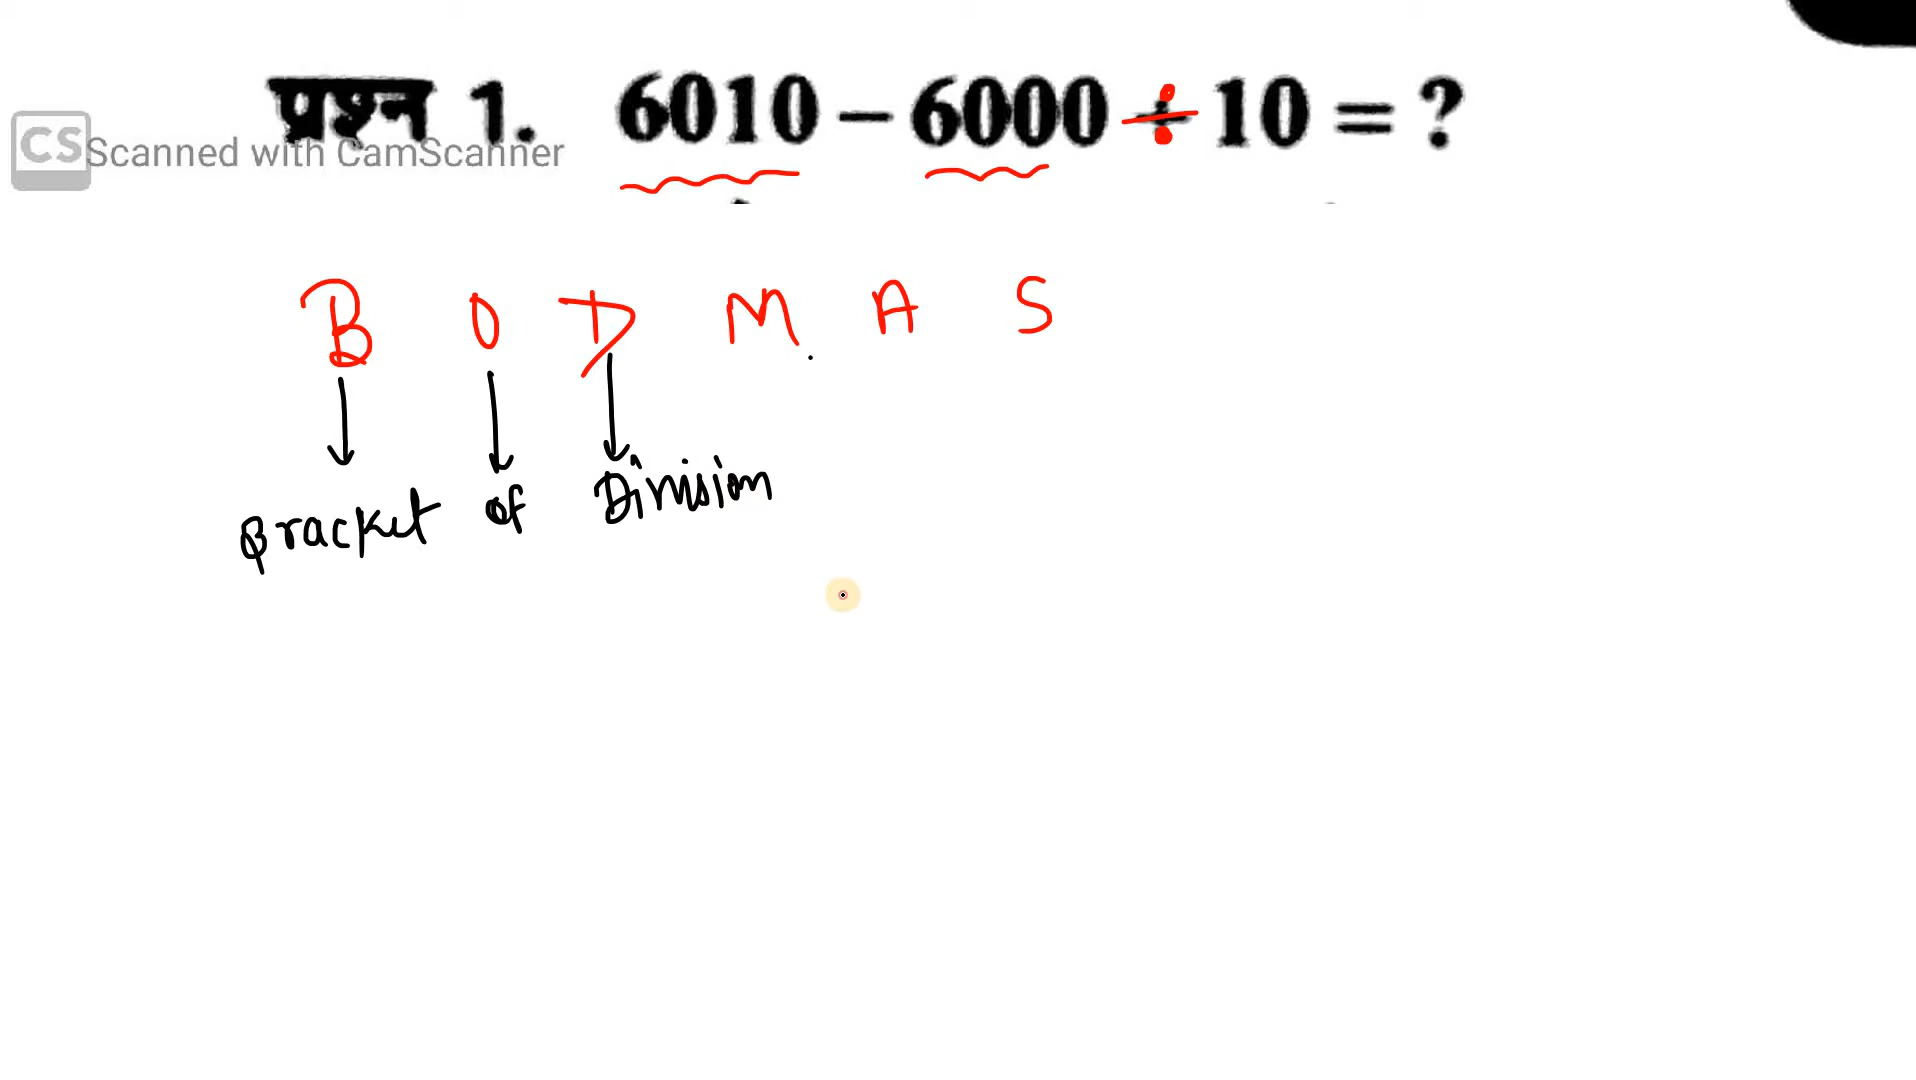 प्रश्न 1. 6010 – 6000 ÷ 10 = ?
CS Scanned with CamScanner
B O D M A S
Bracket of Division